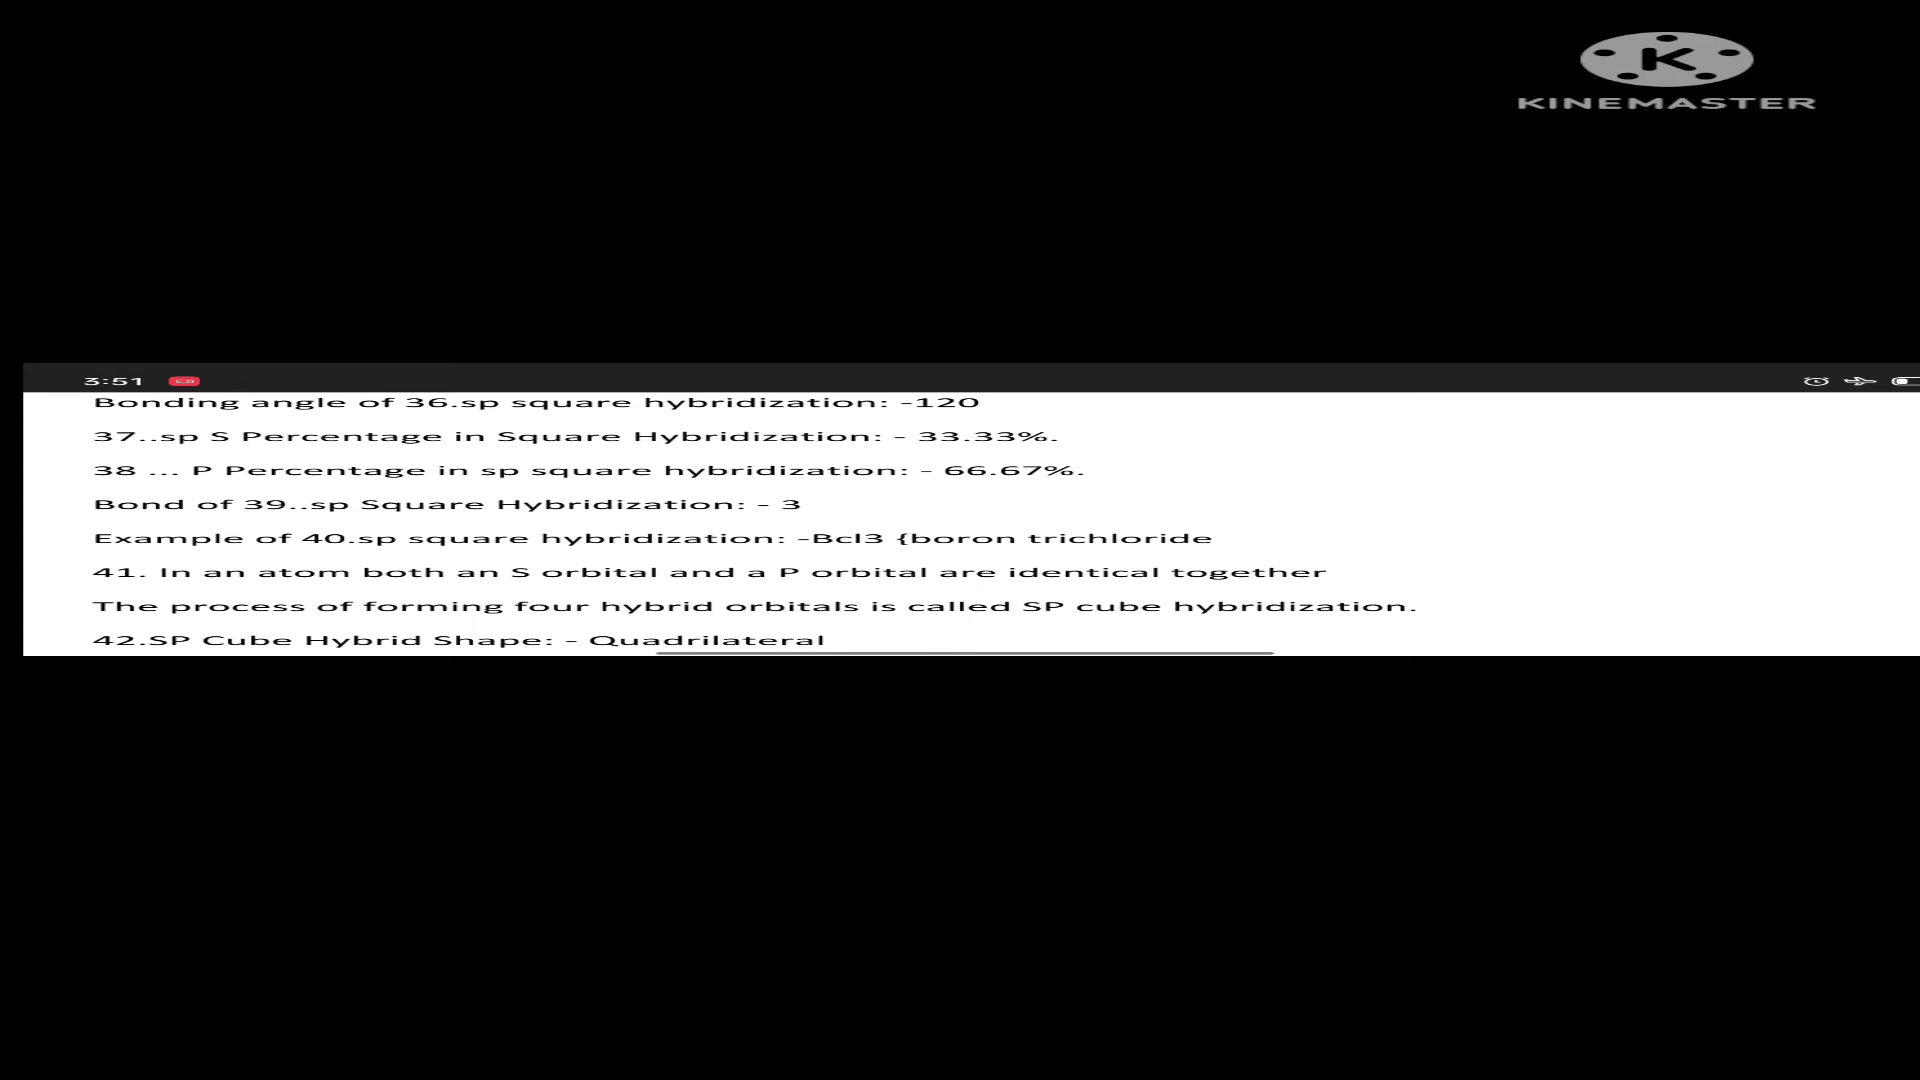 K
KINEMASTER
3:51
Bonding angle of 36.sp square hybridization: -120
37..sp S Percentage in Square Hybridization: - 33.33%.
38 ... P Percentage in sp square hybridization: - 66.67%.
Bond of 39..sp Square Hybridization: - 3
Example of 40.sp square hybridization: -Bcl3 {boron trichloride
41. In an atom both an S orbital and a P orbital are identical together
The process of forming four hybrid orbitals is called SP cube hybridization.
42.SP Cube Hybrid Shape: - Quadrilateral